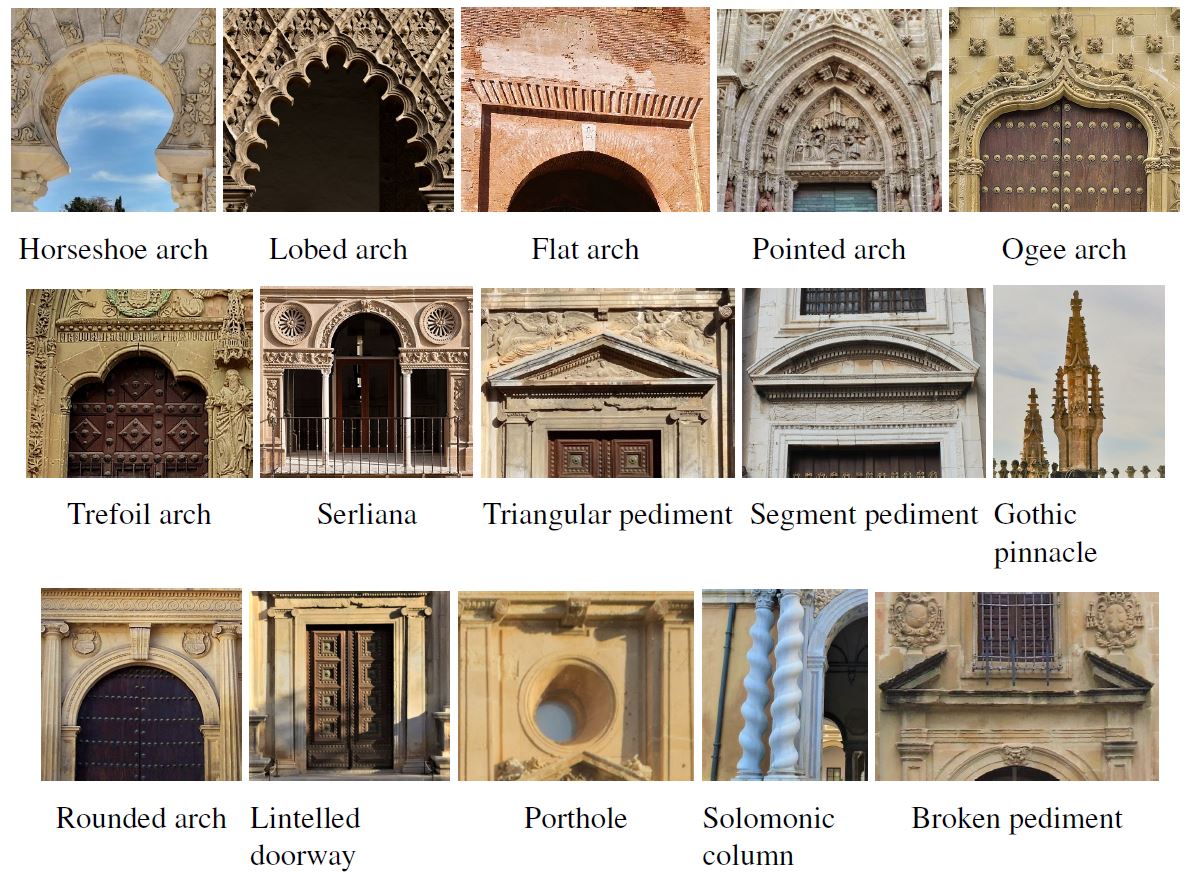 Horseshoe arch
Lobed arch
Flat arch
Pointed arch
Ogee arch
Trefoil arch
Serliana
Triangular pediment
Segment pediment
Gothic
pinnacle
Rounded arch
Lintelled
doorway
Porthole
Solomonic
column
Broken pediment